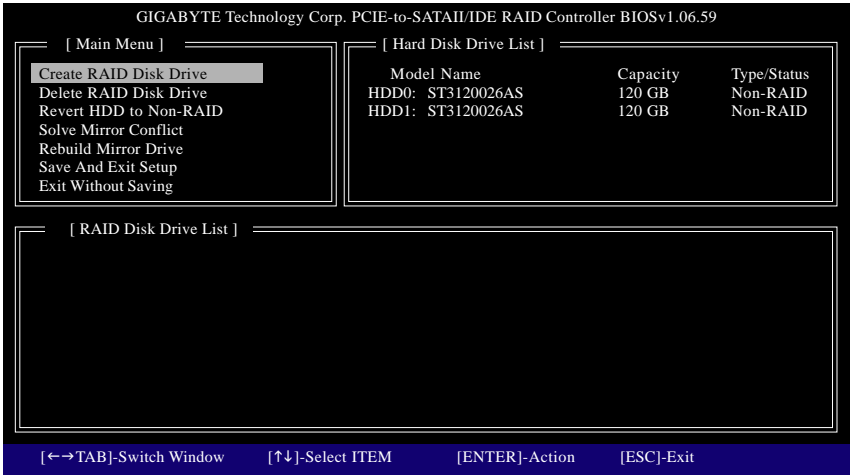 GIGABYTE Technology Corp. PCIE-to-SATAII/IDE RAID Controller BIOSv1.06.59
[ Main Menu ]
Create RAID Disk Drive
Delete RAID Disk Drive
Revert HDD to Non-RAID
Solve Mirror Conflict
Rebuild Mirror Drive
Save And Exit Setup
Exit Without Saving
[ Hard Disk Drive List ]
Model Name Capacity Type/Status
HDD0: ST3120026AS 120 GB Non-RAID
HDD1: ST3120026AS 120 GB Non-RAID
[ RAID Disk Drive List ]
[←→TAB]-Switch Window [↑↓]-Select ITEM [ENTER]-Action [ESC]-Exit